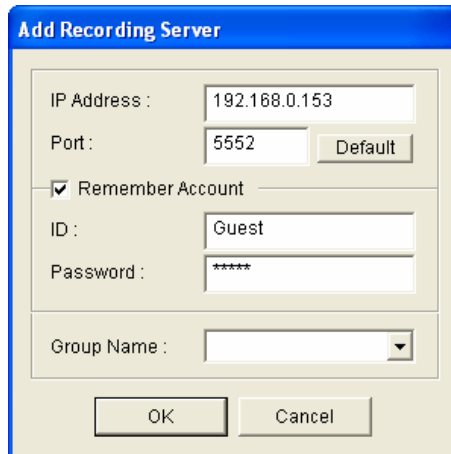 Add Recording Server
IP Address : 192.168.0.153
Port : 5552 Default
Remember Account
ID : Guest
Password : *****
Group Name :
OK Cancel